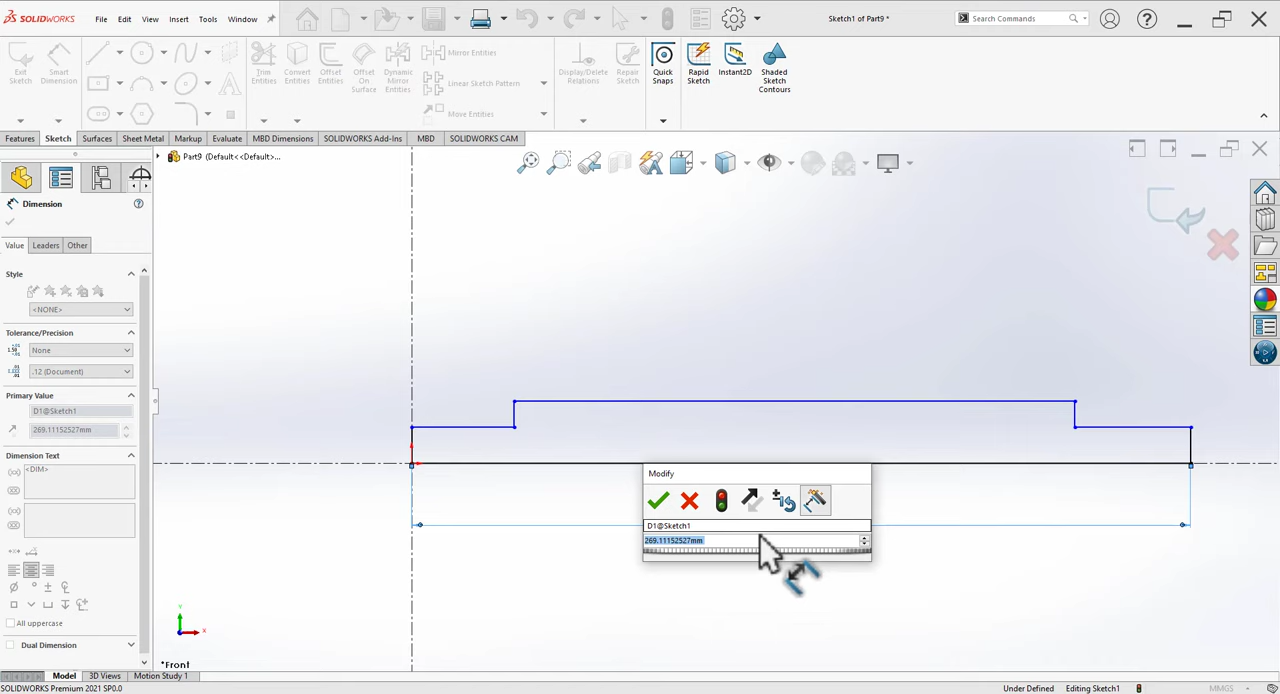 SOLIDWORKS File Edit View Insert Tools Window Sketch1 of Part9 * Search Commands
Exit Sketch
Smart Dimension
Trim Entities
Convert Entities
Offset Entities
Offset On Surface
Dynamic Mirror Entities
Mirror Entities
Linear Sketch Pattern
Move Entities
Display/Delete Relations
Repair Sketch
Quick Snaps
Rapid Sketch
Instant2D
Shaded Sketch Contours
Features Sketch Surfaces Sheet Metal Markup Evaluate MBD Dimensions SOLIDWORKS Add-Ins MBD SOLIDWORKS CAM
Part9 (Default<<Default>...
Dimension
Value Leaders Other
Style
<NONE>
Tolerance/Precision
None
.12 (Document)
Primary Value
D1@Sketch1
269.11152527mm
Dimension Text
<DIM>
All uppercase
Dual Dimension
Modify
D1@Sketch1
269.11152527mm
Y
X
*Front
Model 3D Views Motion Study 1
SOLIDWORKS Premium 2021 SP0.0 Under Defined Editing Sketch1 MMGS